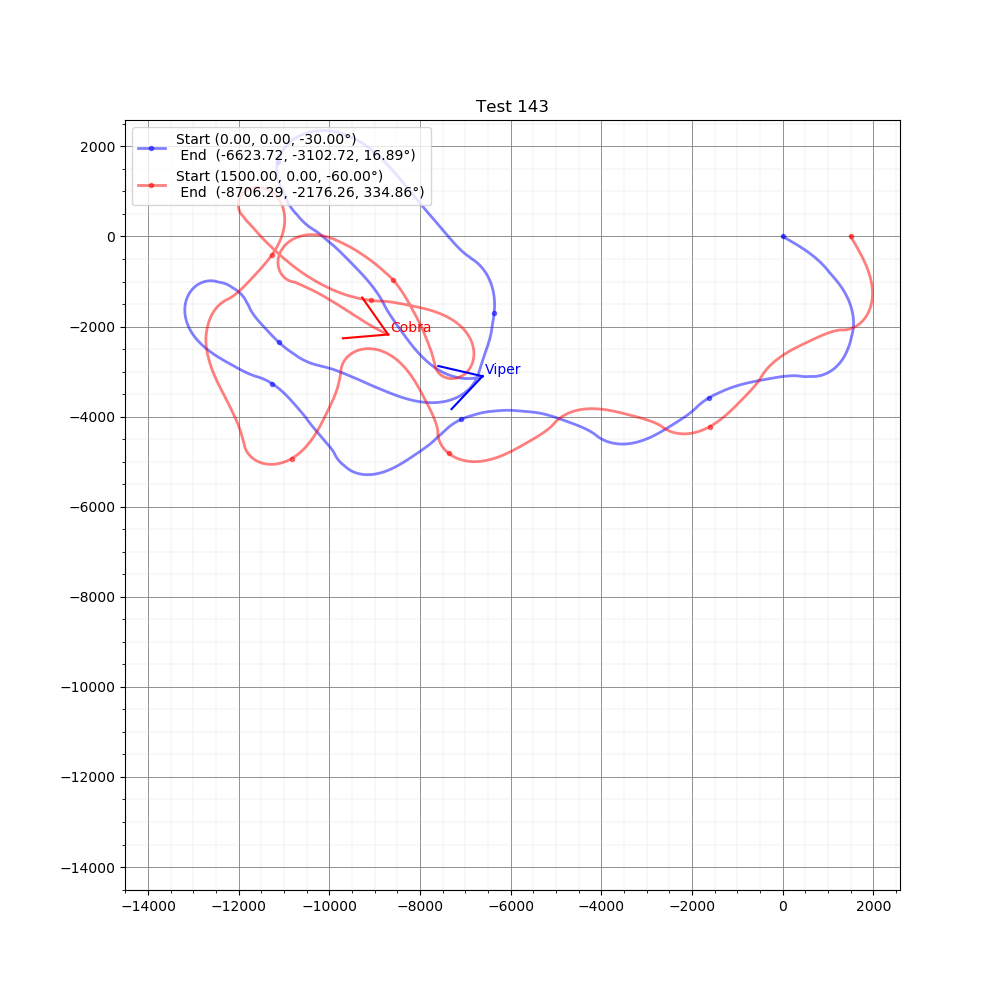 Test 143
Start (0.00, 0.00, -30.00°)
End (-6623.72, -3102.72, 16.89°)
Start (1500.00, 0.00, -60.00°)
End (-8706.29, -2176.26, 334.86°)
2000
0
−2000
−4000
−6000
−8000
−10000
−12000
−14000
Cobra
Viper
−14000 −12000 −10000 −8000 −6000 −4000 −2000 0 2000